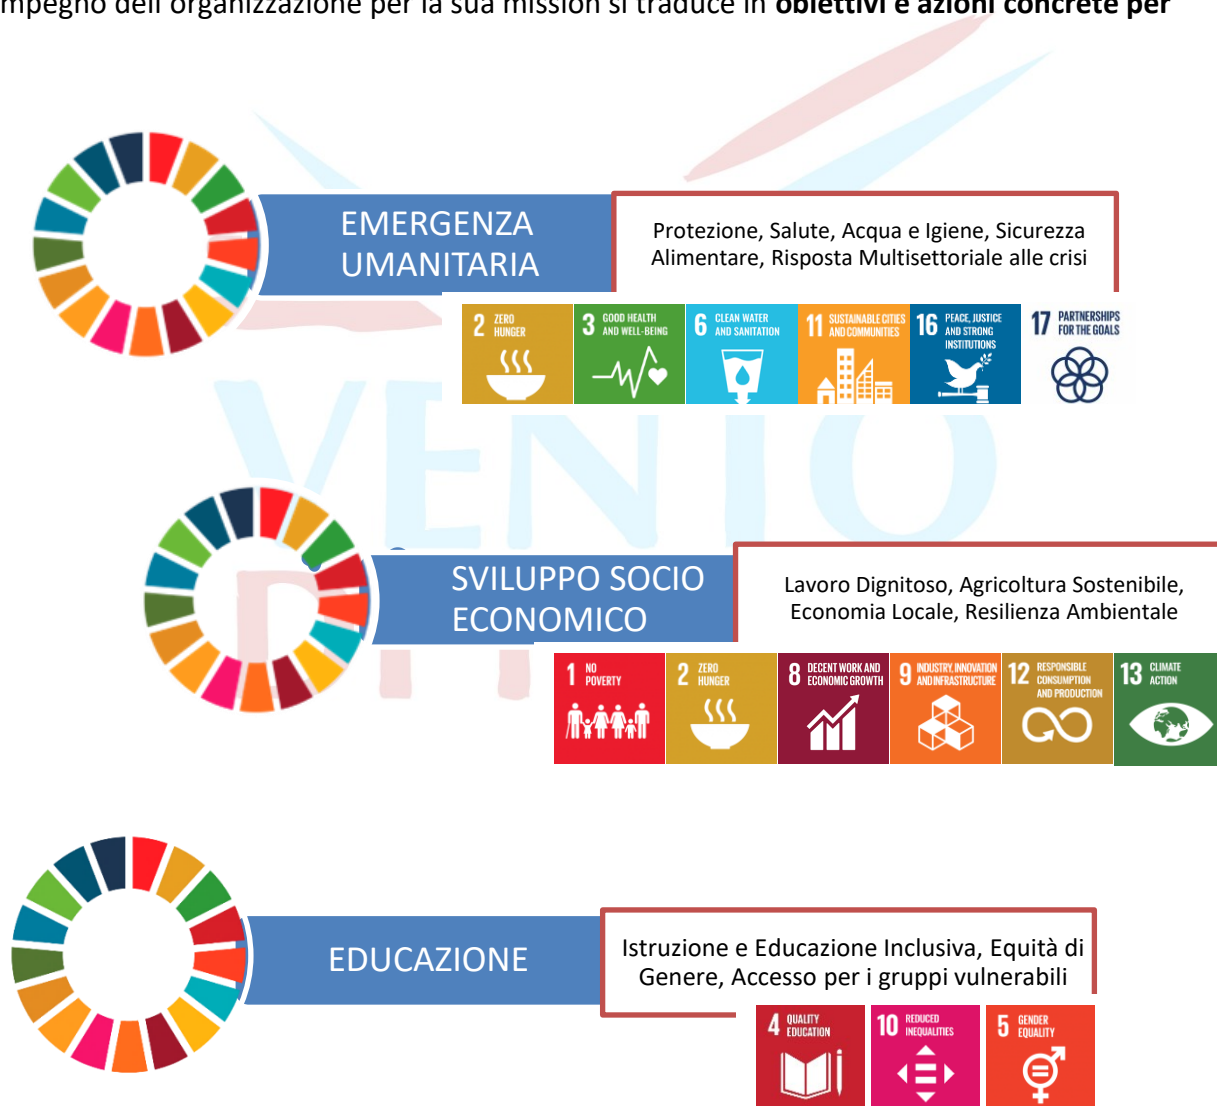 mpegno dell'organizzazione per la sua mission si traduce in obiettivi e azioni concrete per
EMERGENZA
UMANITARIA
Protezione, Salute, Acqua e Igiene, Sicurezza
Alimentare, Risposta Multisettoriale alle crisi
2 ZERO
HUNGER
3 GOOD HEALTH
AND WELL-BEING
6 CLEAN WATER
AND SANITATION
11 SUSTAINABLE CITIES
AND COMMUNITIES
16 PEACE, JUSTICE
AND STRONG
INSTITUTIONS
17 PARTNERSHIPS
FOR THE GOALS
VENTO
DI
SVILUPPO SOCIO
ECONOMICO
Lavoro Dignitoso, Agricoltura Sostenibile,
Economia Locale, Resilienza Ambientale
1 NO
POVERTY
2 ZERO
HUNGER
8 DECENT WORK AND
ECONOMIC GROWTH
9 INDUSTRY, INNOVATION
AND INFRASTRUCTURE
12 RESPONSIBLE
CONSUMPTION
AND PRODUCTION
13 CLIMATE
ACTION
EDUCAZIONE
Istruzione e Educazione Inclusiva, Equità di
Genere, Accesso per i gruppi vulnerabili
4 QUALITY
EDUCATION
10 REDUCED
INEQUALITIES
5 GENDER
EQUALITY